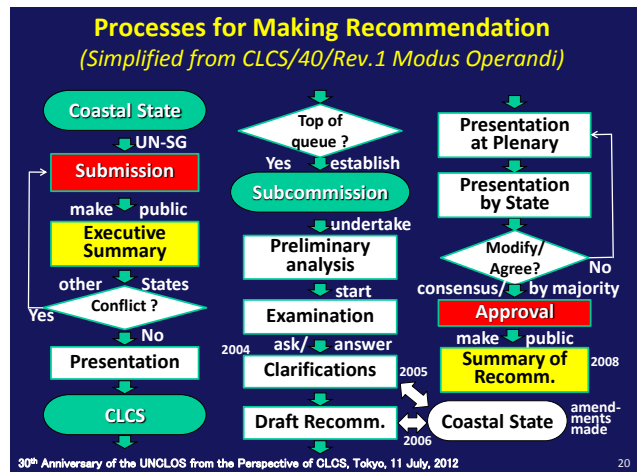 Processes for Making Recommendation
(Simplified from CLCS/40/Rev.1 Modus Operandi)
Coastal State
UN-SG
Submission
make public
Executive
Summary
other States
Conflict ?
Yes
No
Presentation
CLCS
Top of
queue ?
Yes establish
Subcommission
undertake
Preliminary
analysis
start
Examination
ask/ answer
2004
Clarifications
2005
Draft Recomm.
2006
Presentation
at Plenary
Presentation
by State
Modify/
Agree?
No
consensus/ by majority
Approval
make public
Summary of
Recomm.
2008
Coastal State
amend-
ments
made
30th Anniversary of the UNCLOS from the Perspective of CLCS, Tokyo, 11 July, 2012
20